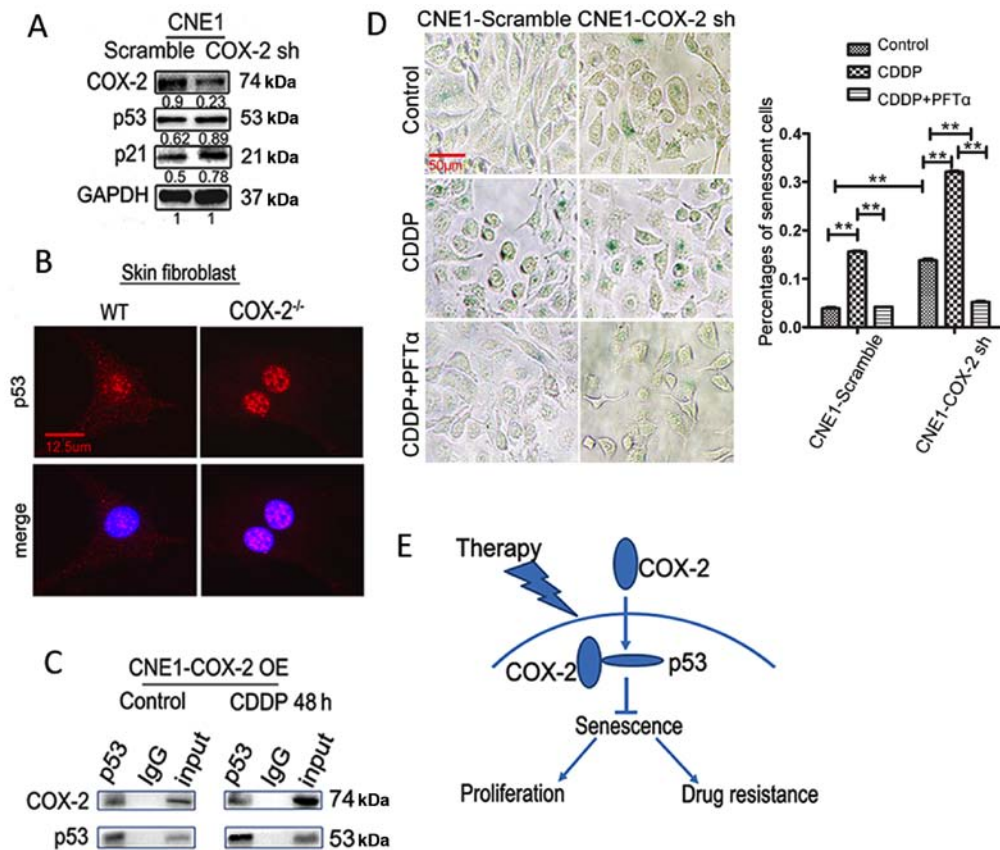 A
CNE1
Scramble COX-2 sh
COX-2 74 kDa
0.9 0.23
p53 53 kDa
0.62 0.89
p21 21 kDa
0.5 0.78
GAPDH 37 kDa
1 1
B
Skin fibroblast
WT COX-2-/-
p53
12.5um
merge
C
CNE1-COX-2 OE
Control CDDP 48 h
p53 IgG input p53 IgG input
COX-2 74 kDa
p53 53 kDa
D
CNE1-Scramble CNE1-COX-2 sh
Control
50μm
CDDP
CDDP+PFTα
Control
CDDP
CDDP+PFTα
Percentages of senescent cells
0.4
0.3
0.2
0.1
0.0
** ** ** ** ** ** **
CNE1-Scramble
CNE1-COX-2 sh
E
Therapy
COX-2
COX-2 p53
Senescence
Proliferation Drug resistance